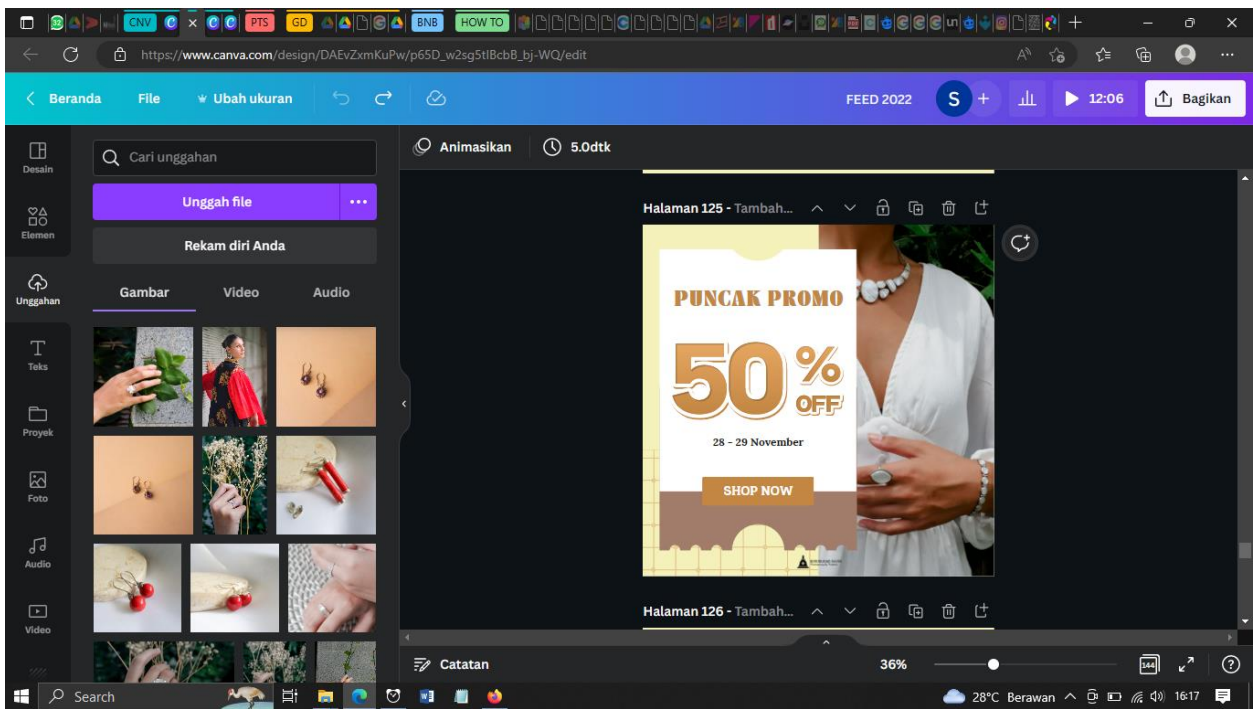 CNV
PTS
GD
BNB
HOW TO
https://www.canva.com/design/DAEvZxmKuPw/p65D_w2sg5tIBcbB_bj-WQ/edit
Beranda File Ubah ukuran FEED 2022 S + 12:06 Bagikan
Desain
Elemen
Unggahan
Teks
Proyek
Foto
Audio
Video
Cari unggahan
Unggah file
Rekam diri Anda
Gambar Video Audio
Animasikan 5.0dtk
Halaman 125 - Tambah...
PUNCAK PROMO
50%
OFF
28 - 29 November
SHOP NOW
Halaman 126 - Tambah...
Catatan 36% 144
Search 28°C Berawan 16:17